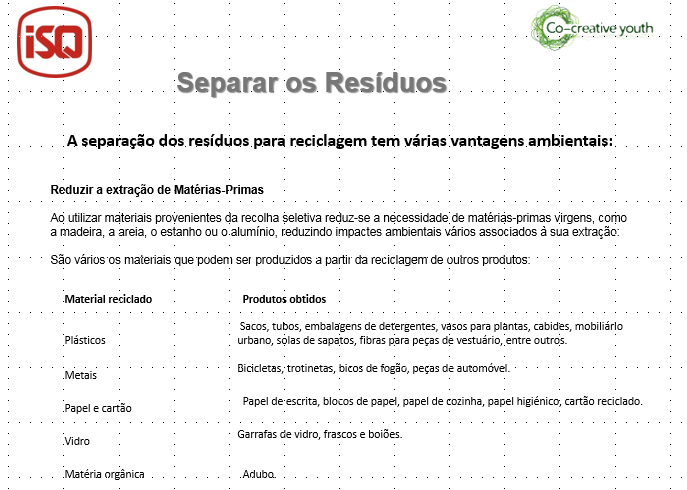 isQ
Co-creative youth
Separar os Resíduos
A separação dos resíduos para reciclagem tem várias vantagens ambientais:
Reduzir a extração de Matérias-Primas
Ao utilizar materiais provenientes da recolha seletiva reduz-se a necessidade de matérias-primas virgens, como
a madeira, a areia, o estanho ou o alumínio, reduzindo impactes ambientais vários associados à sua extração:
São vários os materiais que podem ser produzidos a partir da reciclagem de outros produtos:
Material reciclado Produtos obtidos
Sacos, tubos, embalagens de detergentes, vasos para plantas, cabides, mobiliário
Plásticos urbano, solas de sapatos, fibras para peças de vestuário, entre outros.
Metais Bicicletas, trotinetas, bicos de fogão, peças de automóvel.
Papel e cartão Papel de escrita, blocos de papel, papel de cozinha, papel higiénico, cartão reciclado.
Vidro Garrafas de vidro, frascos e boiões.
Matéria orgânica Adubo.